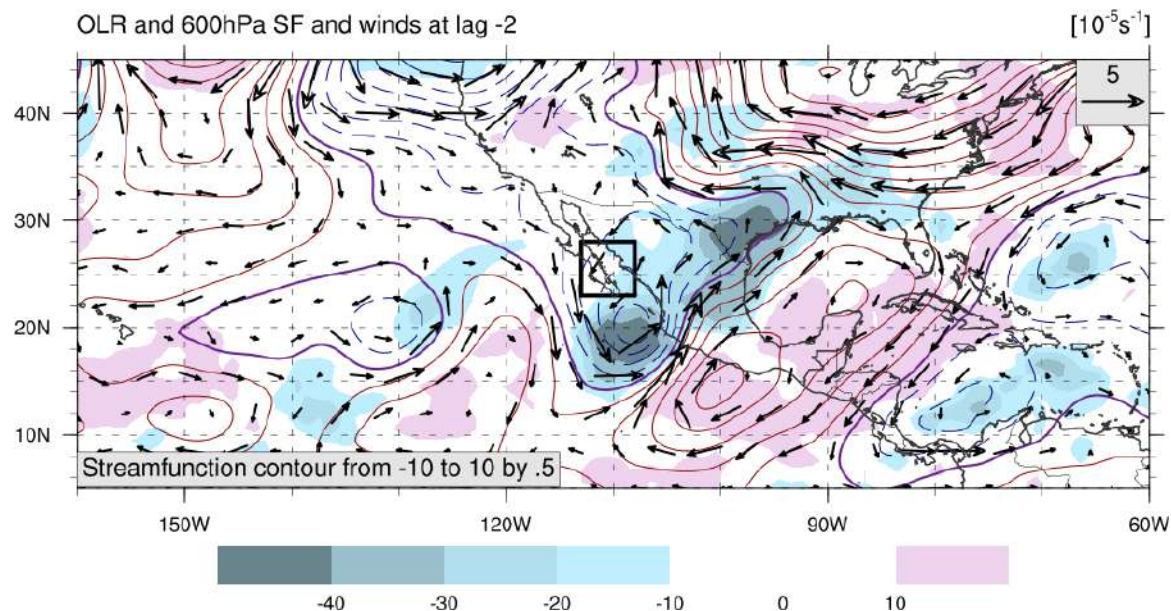 OLR and 600hPa SF and winds at lag -2
[10⁻⁵s⁻¹]
5
40N
30N
20N
10N
Streamfunction contour from -10 to 10 by .5
150W 120W 90W 60W
-40 -30 -20 -10 0 10